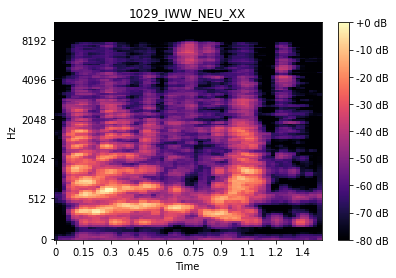 1029_IWW_NEU_XX
8192
4096
2048
1024
512
0
Hz
0 0.15 0.3 0.45 0.6 0.75 0.9 1.1 1.2 1.4
Time
+0 dB
-10 dB
-20 dB
-30 dB
-40 dB
-50 dB
-60 dB
-70 dB
-80 dB